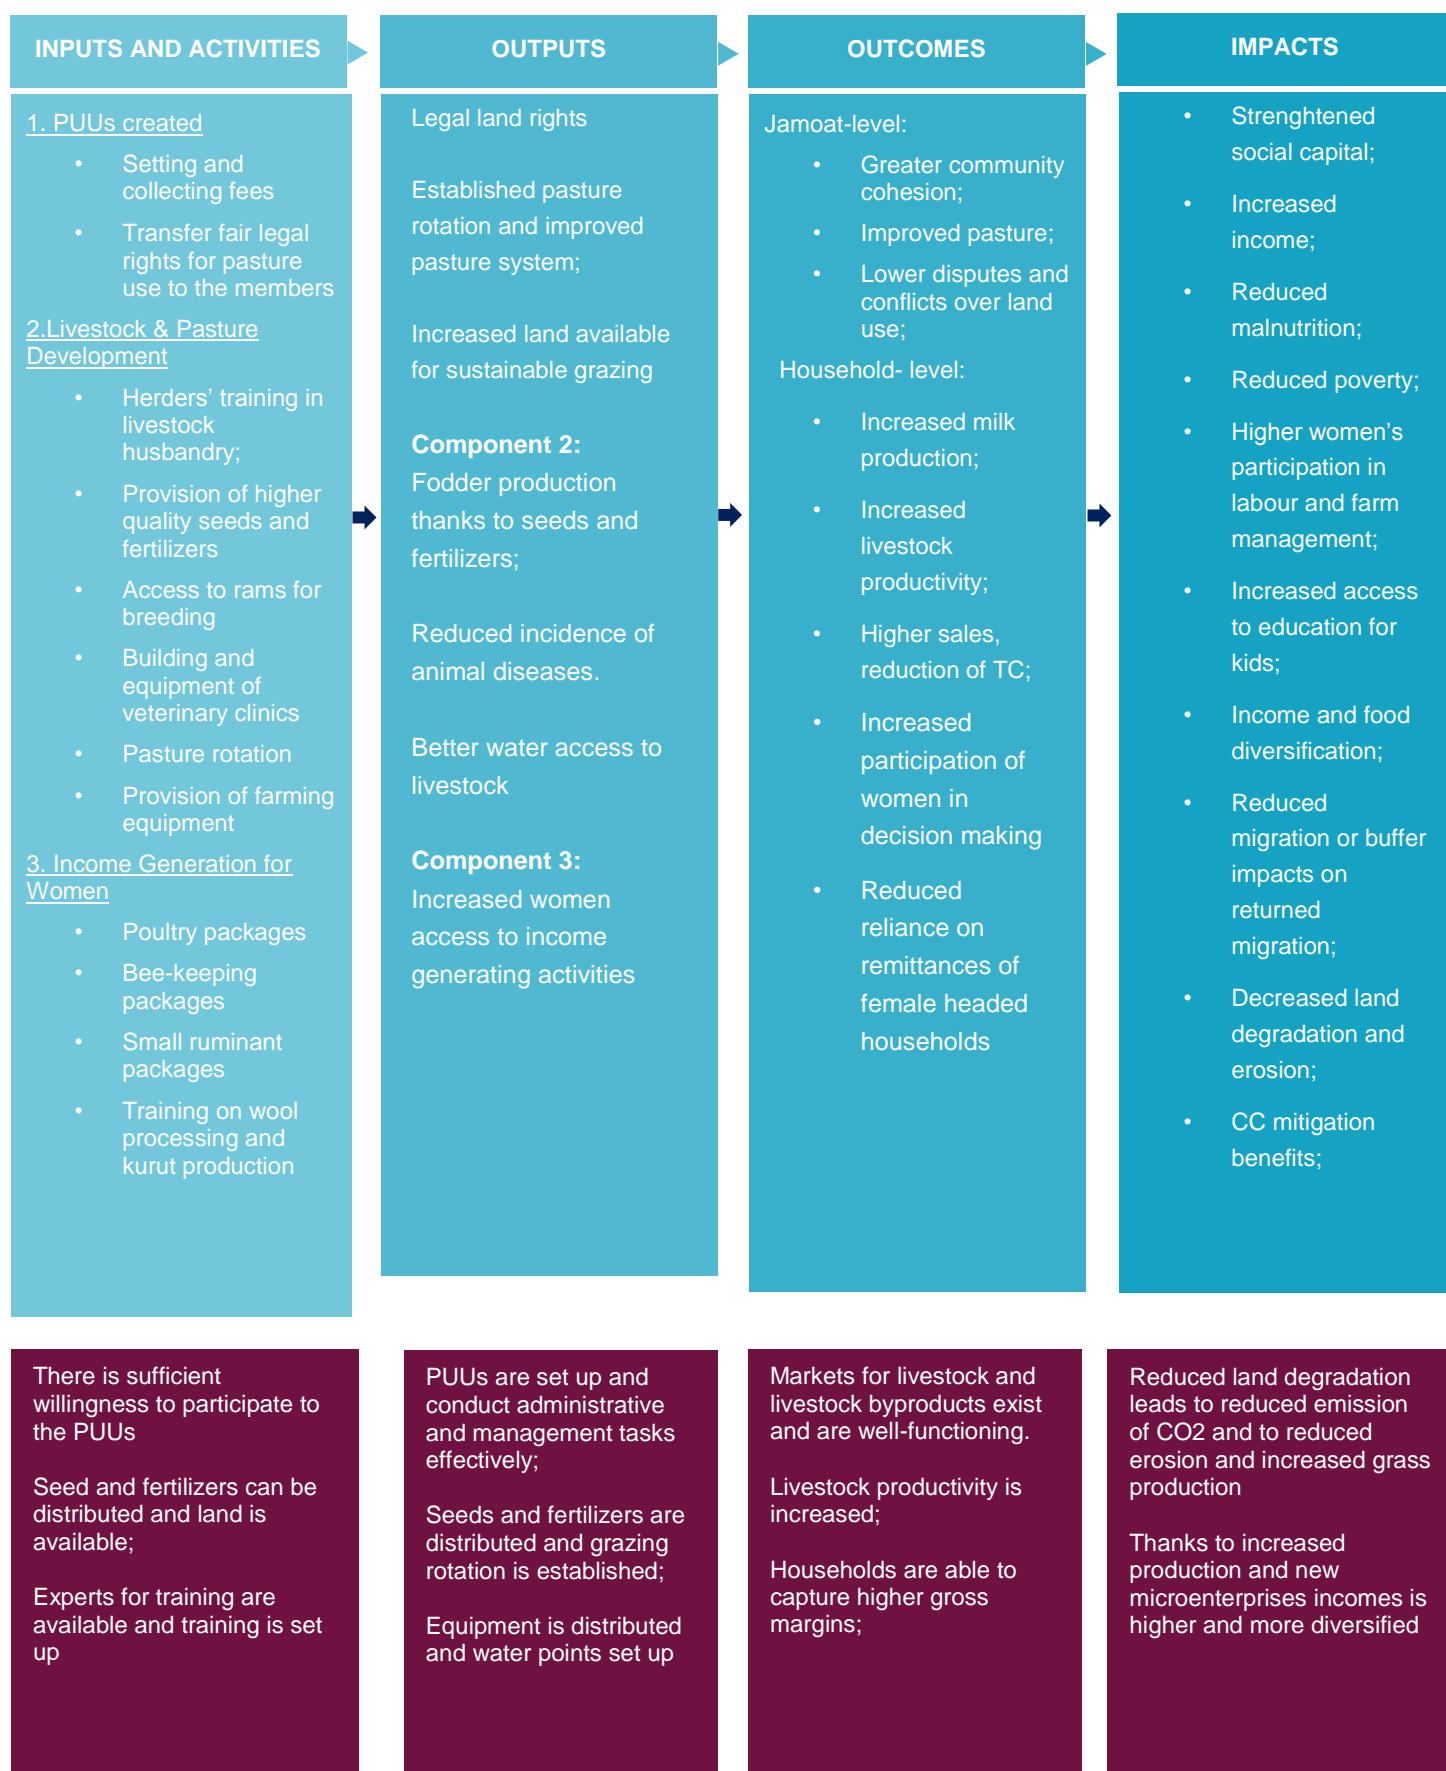 INPUTS AND ACTIVITIES
1. PUUs created
• Setting and
collecting fees
• Transfer fair legal
rights for pasture
use to the members
2.Livestock & Pasture
Development
• Herders’ training in
livestock
husbandry;
• Provision of higher
quality seeds and
fertilizers
• Access to rams for
breeding
• Building and
equipment of
veterinary clinics
• Pasture rotation
• Provision of farming
equipment
3. Income Generation for
Women
• Poultry packages
• Bee-keeping
packages
• Small ruminant
packages
• Training on wool
processing and
kurut production
OUTPUTS
Legal land rights
Established pasture
rotation and improved
pasture system;
Increased land available
for sustainable grazing
Component 2:
Fodder production
thanks to seeds and
fertilizers;
Reduced incidence of
animal diseases.
Better water access to
livestock
Component 3:
Increased women
access to income
generating activities
OUTCOMES
Jamoat-level:
• Greater community
cohesion;
• Improved pasture;
• Lower disputes and
conflicts over land
use;
Household- level:
• Increased milk
production;
• Increased
livestock
productivity;
• Higher sales,
reduction of TC;
• Increased
participation of
women in
decision making
• Reduced
reliance on
remittances of
female headed
households
IMPACTS
• Strenghtened
social capital;
• Increased
income;
• Reduced
malnutrition;
• Reduced poverty;
• Higher women’s
participation in
labour and farm
management;
• Increased access
to education for
kids;
• Income and food
diversification;
• Reduced
migration or buffer
impacts on
returned
migration;
• Decreased land
degradation and
erosion;
• CC mitigation
benefits;
There is sufficient
willingness to participate to
the PUUs
Seed and fertilizers can be
distributed and land is
available;
Experts for training are
available and training is set
up
PUUs are set up and
conduct administrative
and management tasks
effectively;
Seeds and fertilizers are
distributed and grazing
rotation is established;
Equipment is distributed
and water points set up
Markets for livestock and
livestock byproducts exist
and are well-functioning.
Livestock productivity is
increased;
Households are able to
capture higher gross
margins;
Reduced land degradation
leads to reduced emission
of CO2 and to reduced
erosion and increased grass
production
Thanks to increased
production and new
microenterprises incomes is
higher and more diversified